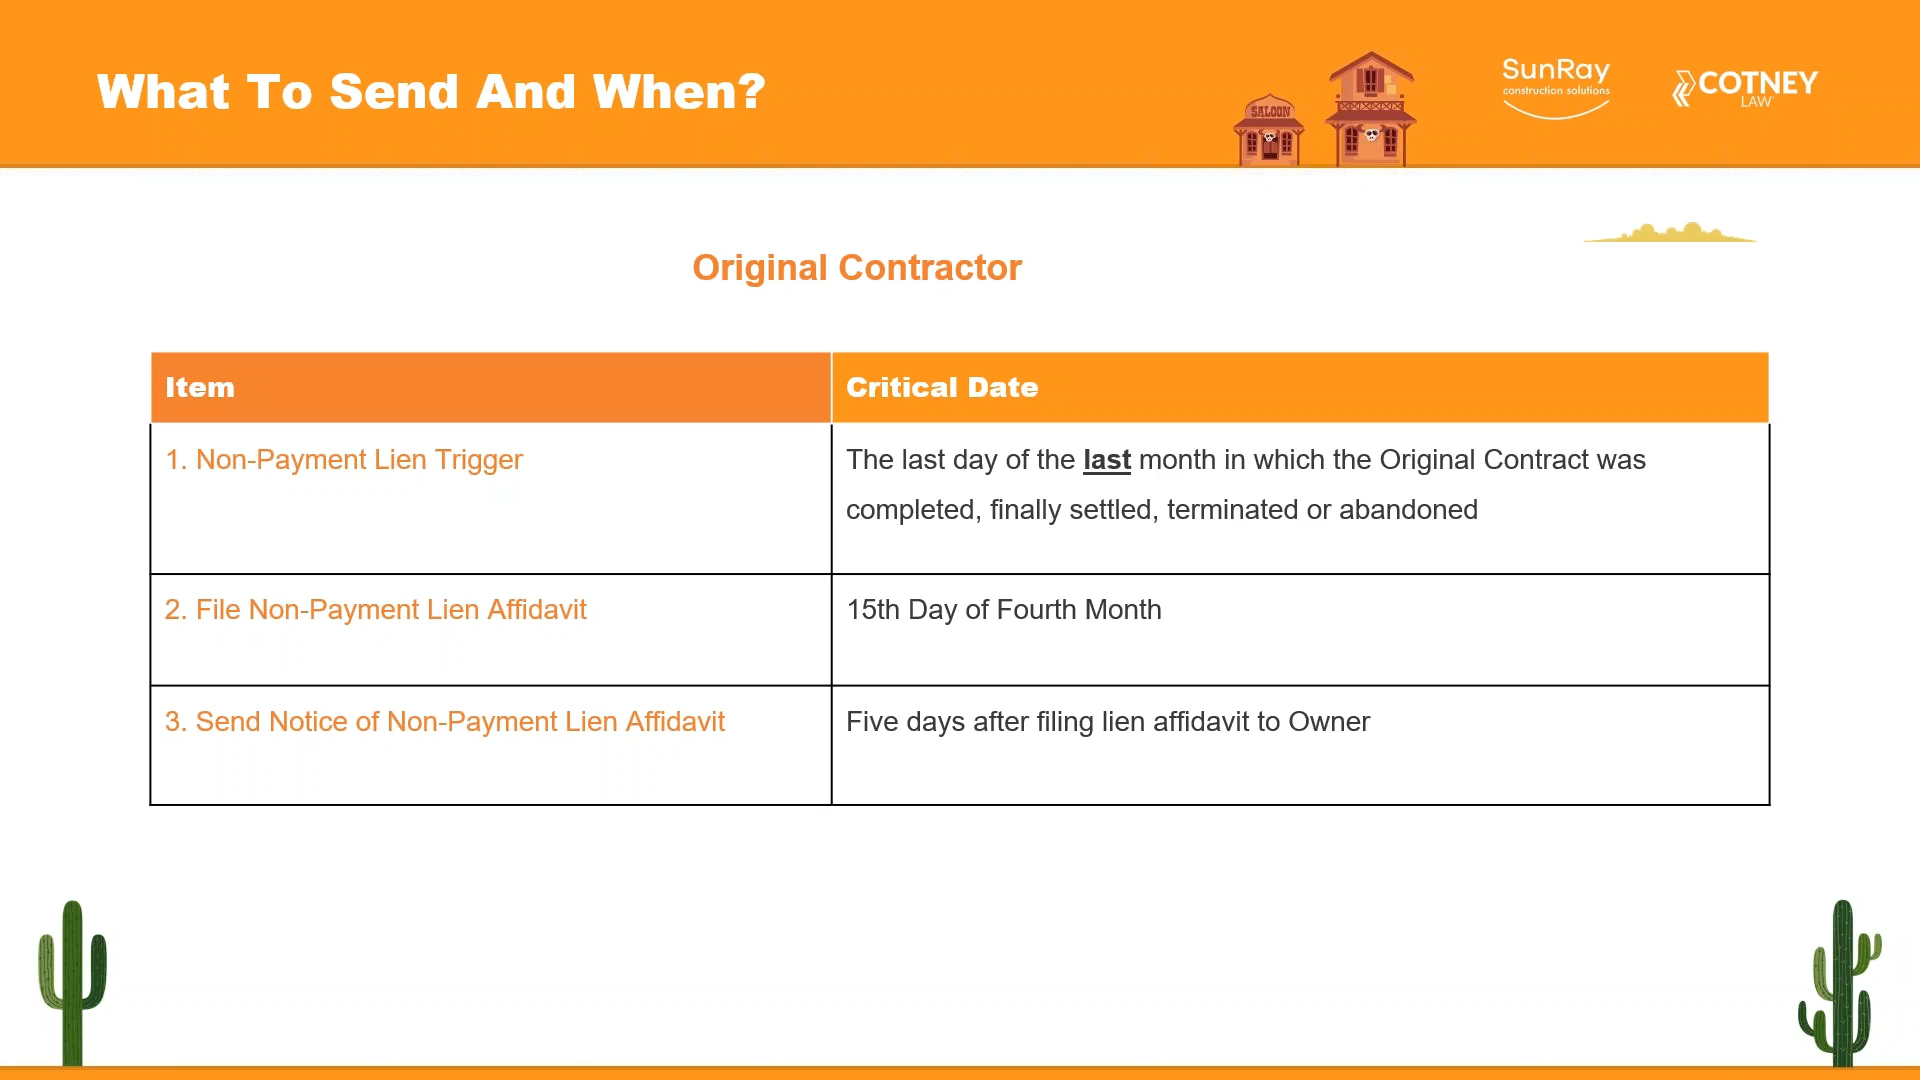 What To Send And When?
SALOON
SunRay
construction solutions
COTNEY
LAW
Original Contractor
Item
Critical Date
1. Non-Payment Lien Trigger
The last day of the last month in which the Original Contract was
completed, finally settled, terminated or abandoned
2. File Non-Payment Lien Affidavit
15th Day of Fourth Month
3. Send Notice of Non-Payment Lien Affidavit
Five days after filing lien affidavit to Owner